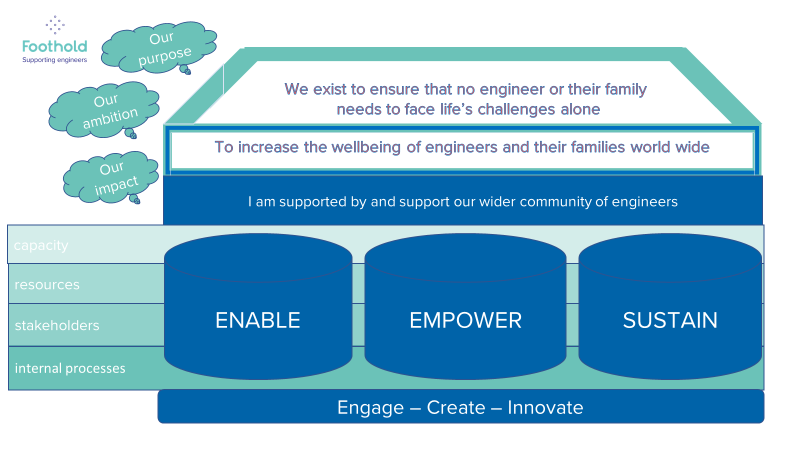 Foothold
Supporting engineers
Our
purpose
Our
ambition
Our
impact
We exist to ensure that no engineer or their family
needs to face life's challenges alone
To increase the wellbeing of engineers and their families world wide
I am supported by and support our wider community of engineers
capacity
resources
stakeholders
internal processes
ENABLE
EMPOWER
SUSTAIN
Engage – Create – Innovate